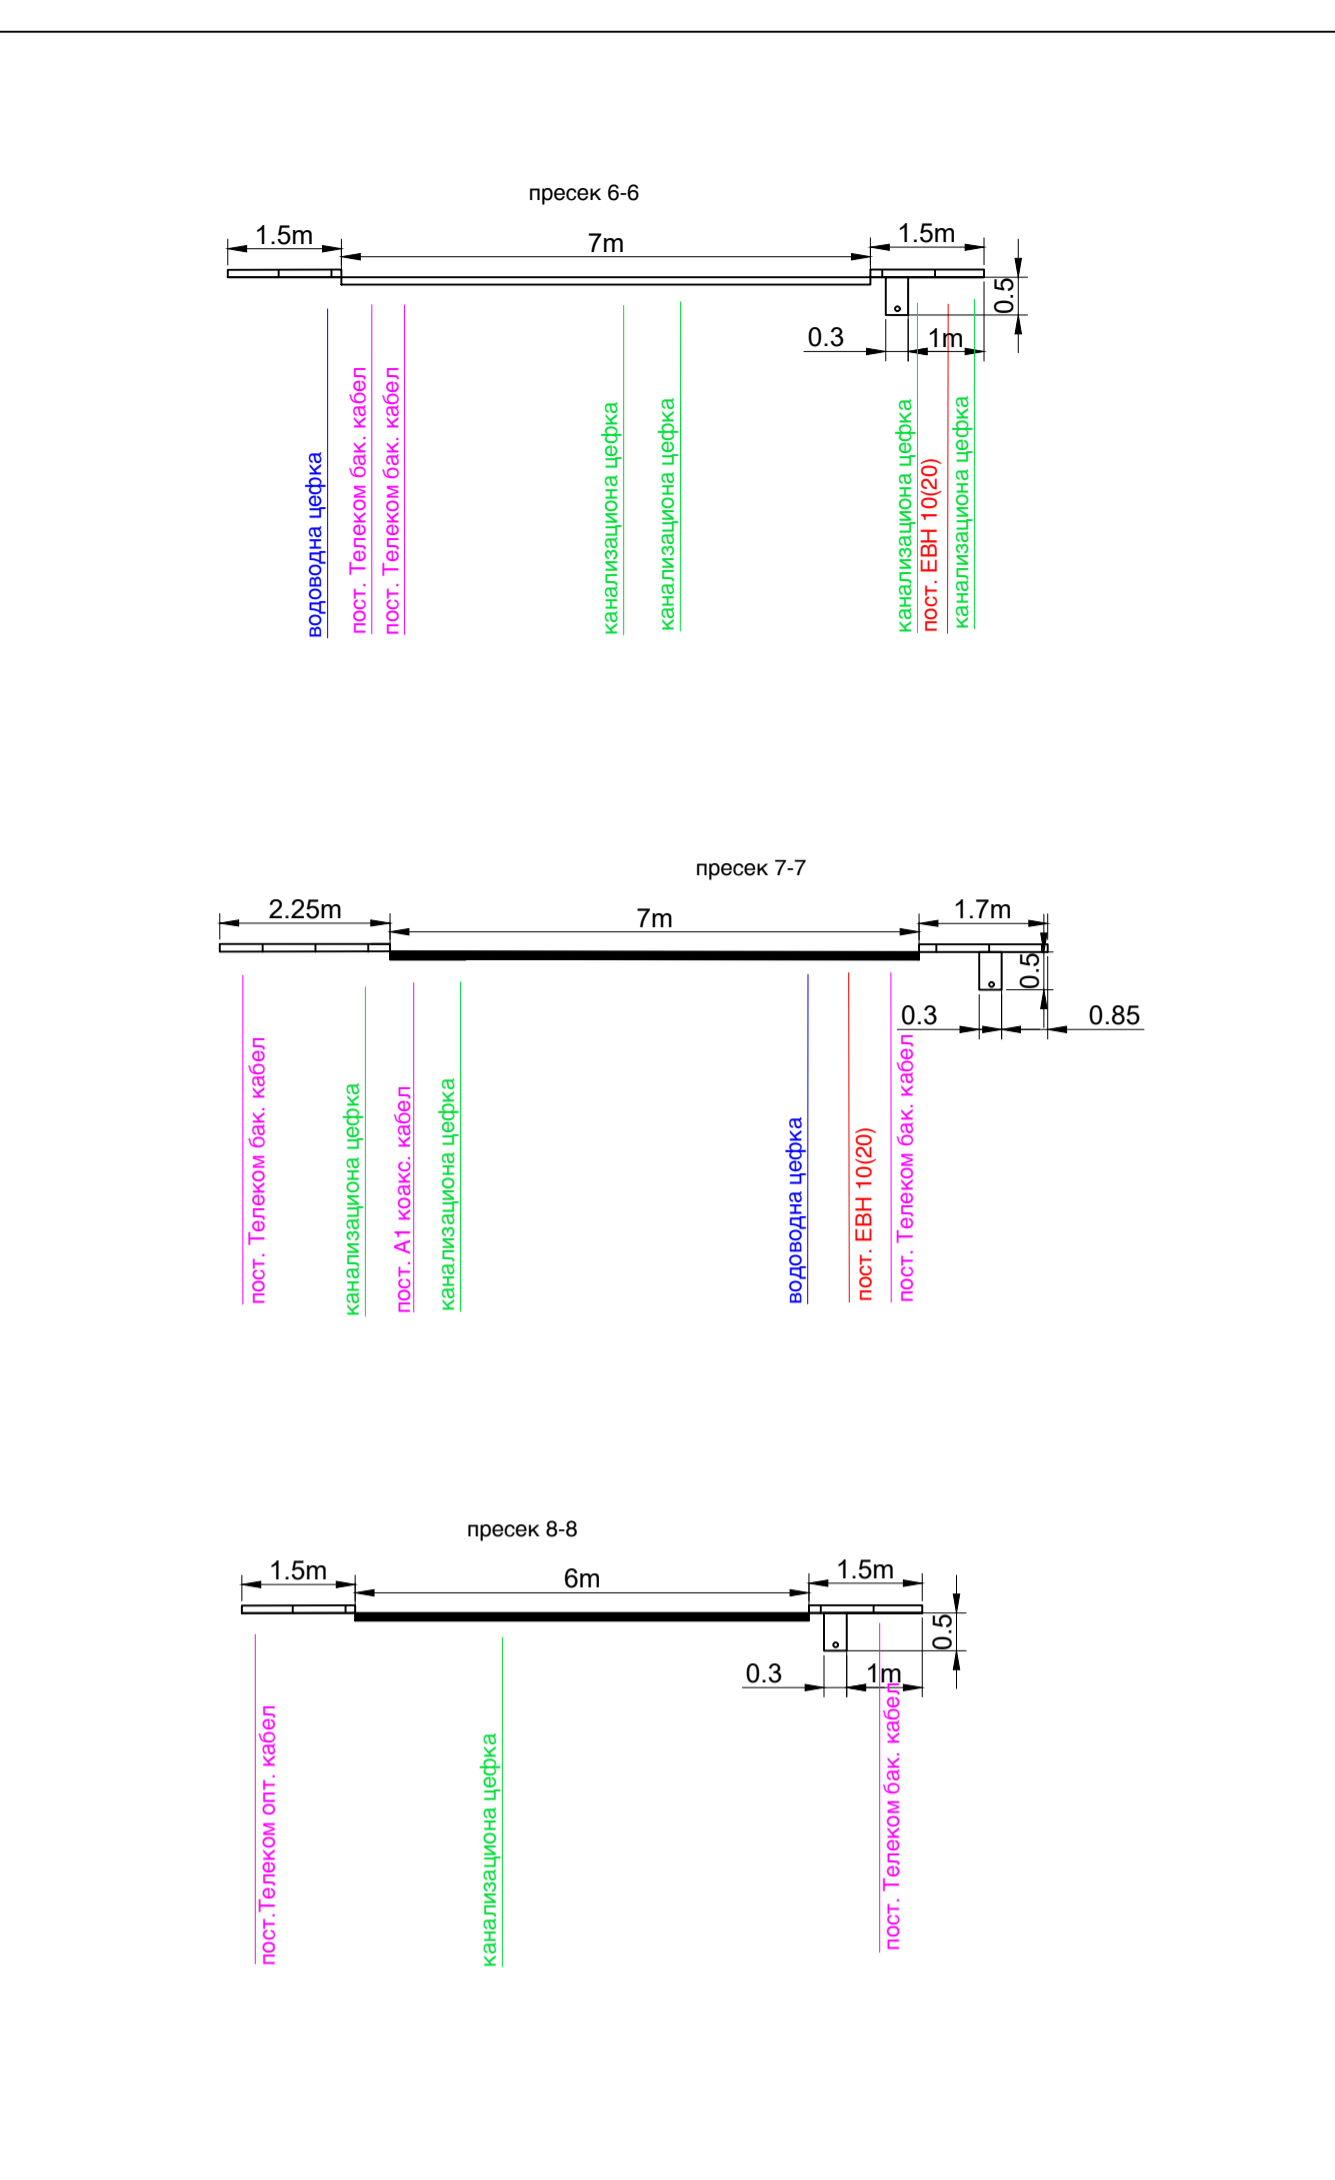 пресек 6-6
1.5m
7m
1.5m
0.5
0.3
1m
водоводна цефка
пост. Телеком бак. кабел
пост. Телеком бак. кабел
канализациона цефка
канализациона цефка
канализациона цефка
пост. ЕВН 10(20)
канализациона цефка
пресек 7-7
2.25m
7m
1.7m
0.5
0.3
0.85
пост. Телеком бак. кабел
канализациона цефка
пост. А1 коакс. кабел
канализациона цефка
водоводна цефка
пост. ЕВН 10(20)
пост. Телеком бак. кабел
пресек 8-8
1.5m
6m
1.5m
0.5
0.3
1m
пост.Телеком опт. кабел
канализациона цефка
пост. Телеком бак. кабел